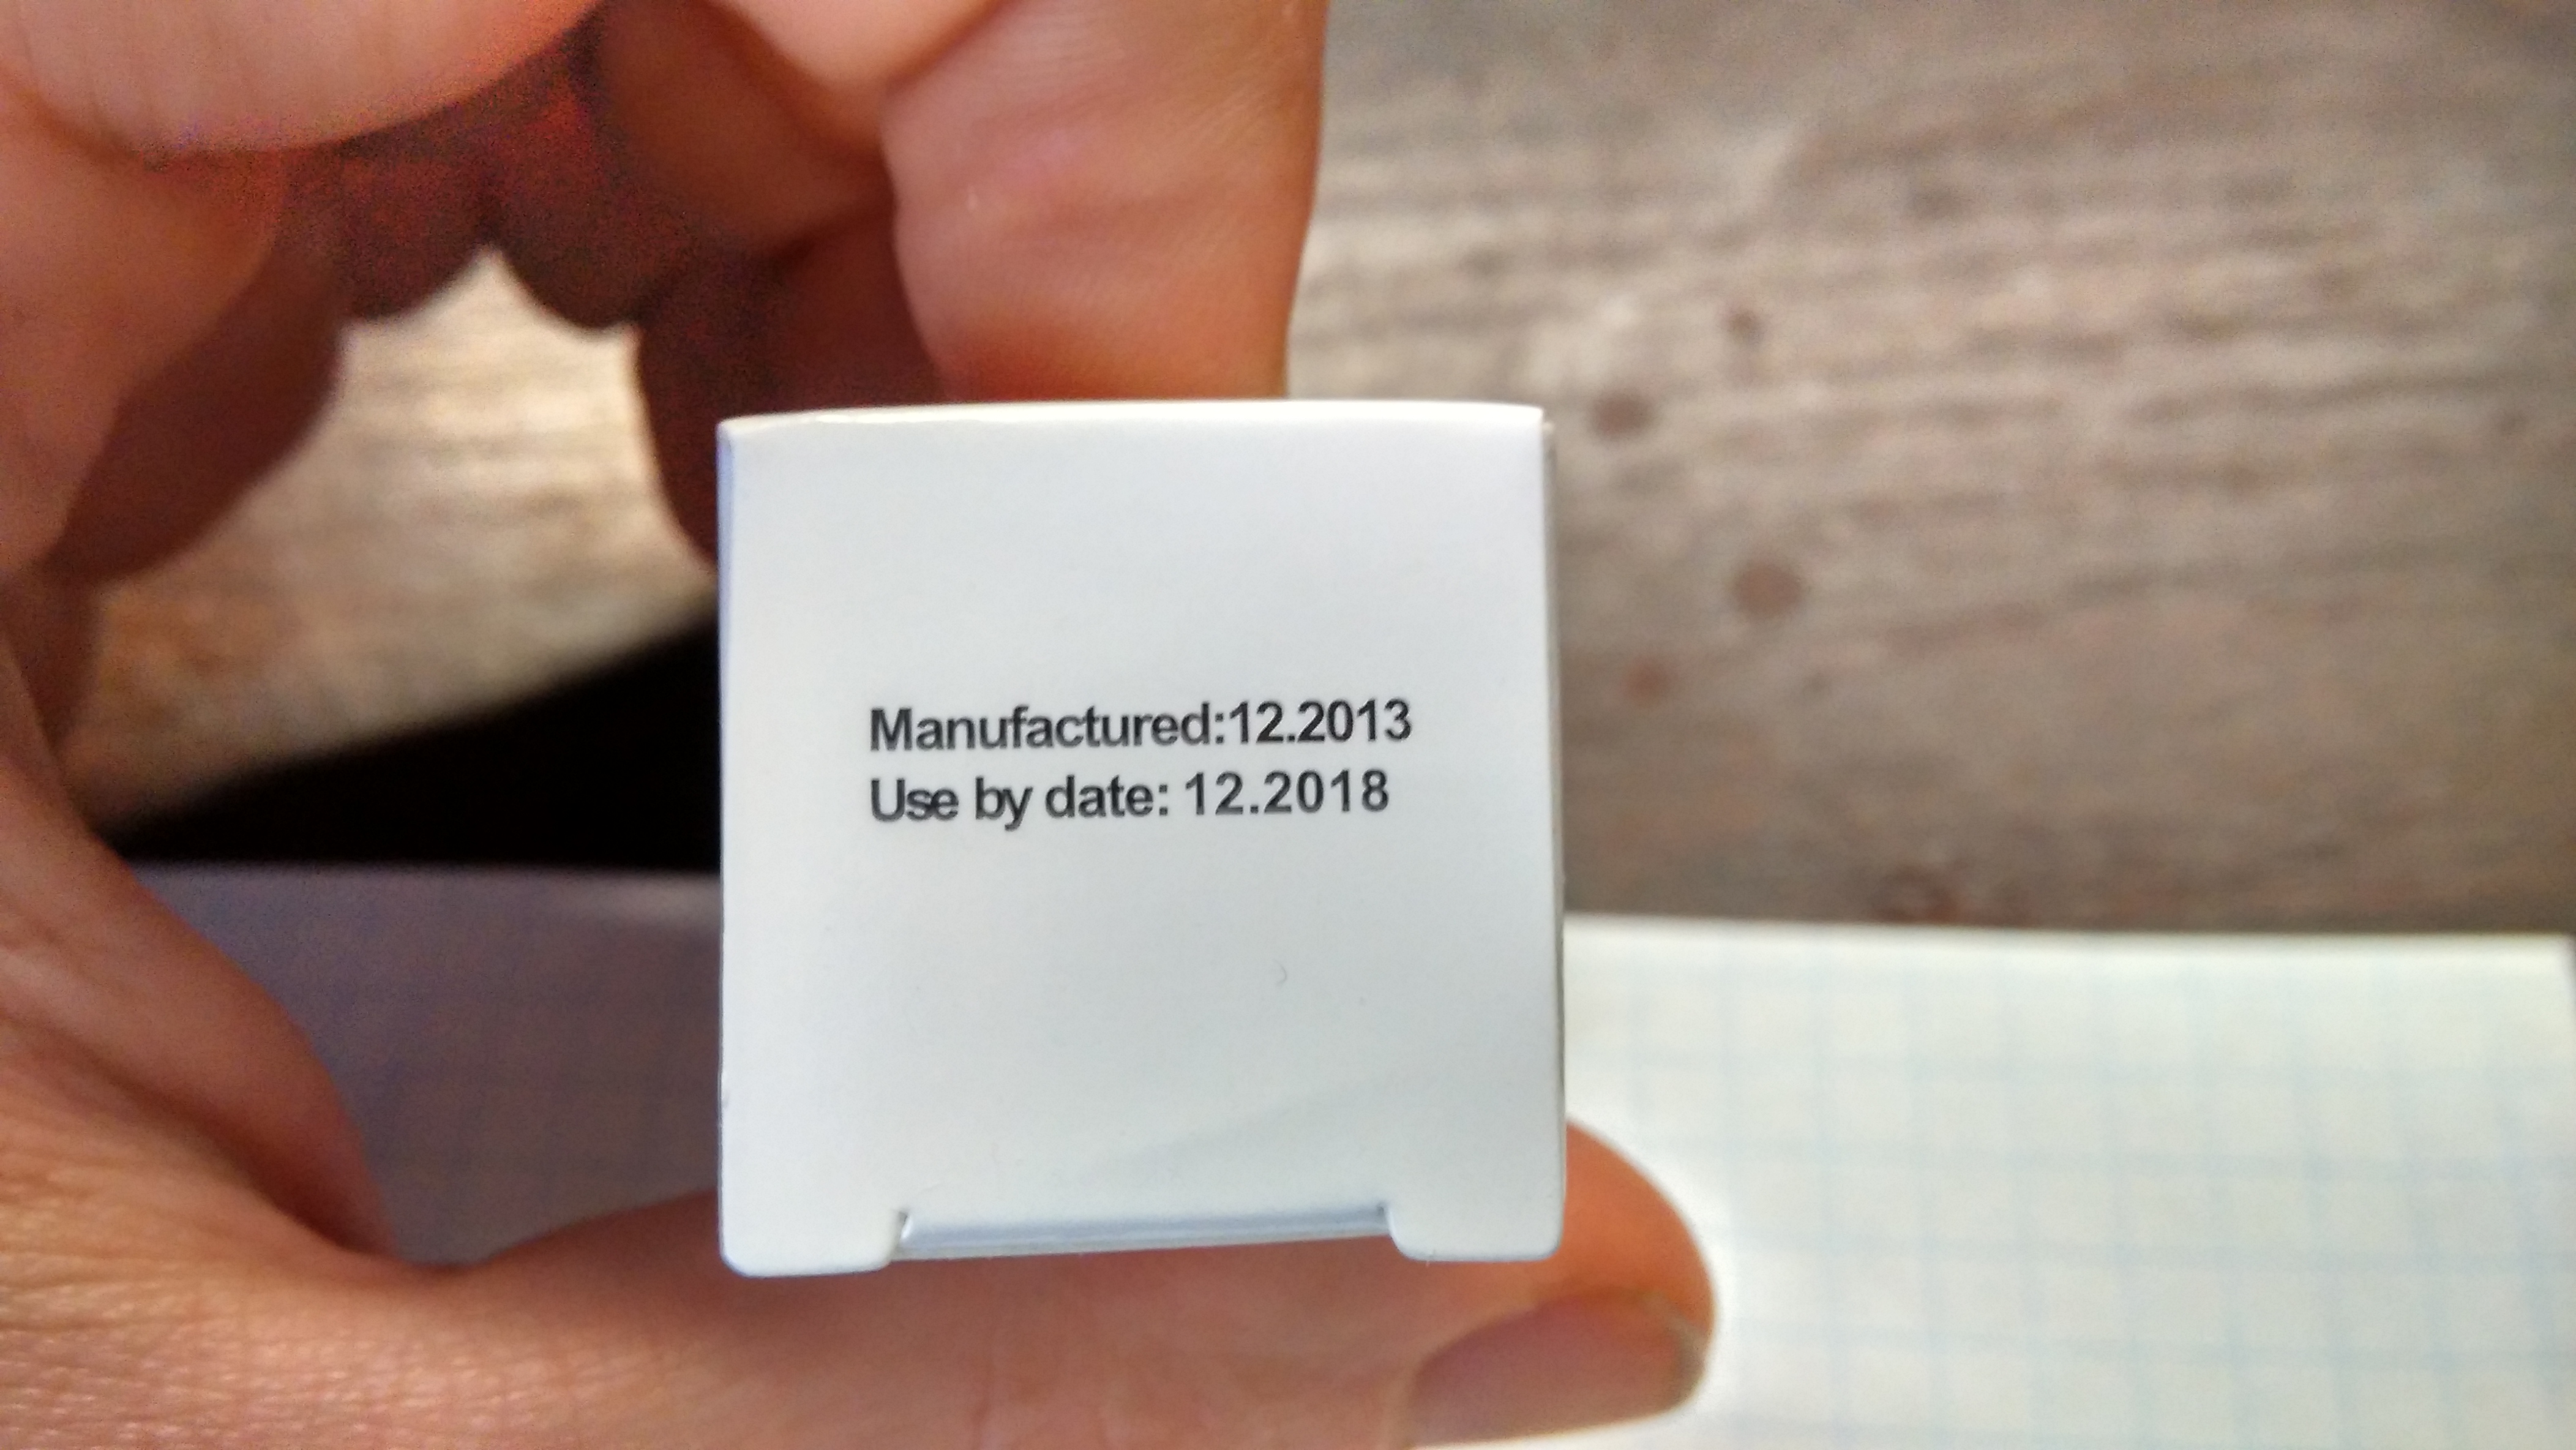 Manufactured:12.2013
Use by date: 12.2018